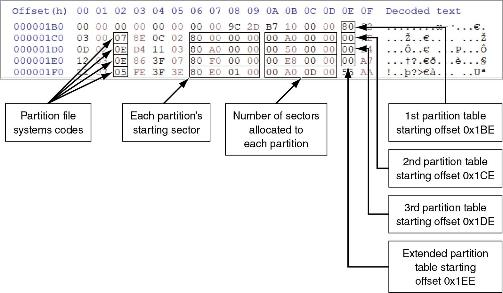 Offset(h) 00 01 02 03 04 05 06 07 08 09 0A 0B 0C 0D 0E 0F Decoded text
000001B0 00 00 00 00 00 00 00 00 9C 2D B7 10 00 00 80
000001C0 03 00 07 8E 0C 02 80 00 00 00 00 A0 00 00 00
000001D0 0D 0E D4 11 03 80 A0 00 00 00 50 00 00 00
000001E0 12 0E 86 3F 07 80 F0 00 00 00 E8 00 00 00 A7
000001F0 05 FE 3F 3E 80 E0 01 00 00 A0 0D 00 AA
Partition file
systems codes
Each partition's
starting sector
Number of sectors
allocated to
each partition
1st partition table
starting offset 0x1BE
2nd partition table
starting offset 0x1CE
3rd partition table
starting offset 0x1DE
Extended partition
table starting
offset 0x1EE